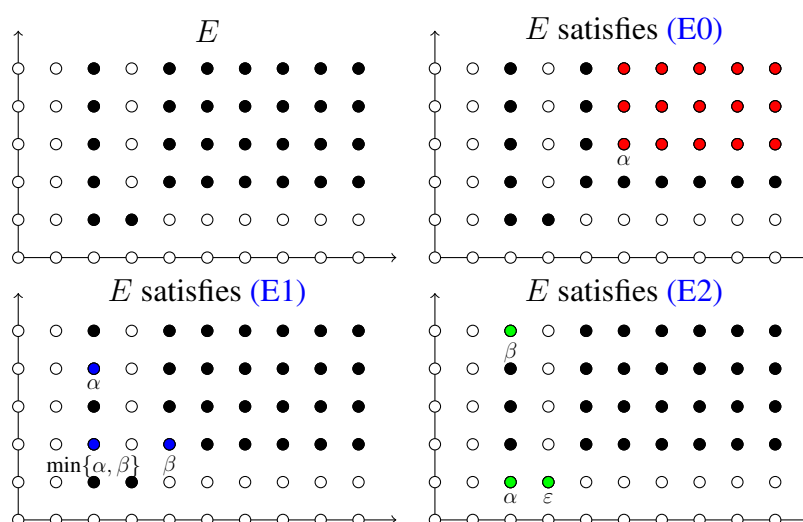 E
E satisfies (E0)
α
E satisfies (E1)
α
min{α, β}
β
E satisfies (E2)
β
α
ε